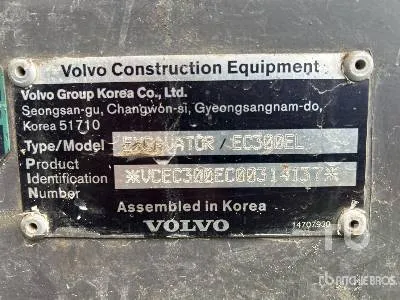 Volvo Construction Equipment
Volvo Group Korea Co., Ltd.
Seongsan-gu, Changwon-si, Gyeongsangnam-do,
Korea 51710
Type/Model EXCAVATOR / EC300EL
Product
Identification ✳VCEC300EC00314137✳
Number
Assembled in Korea
VOLVO
14707930
rb RITCHIE BROS.